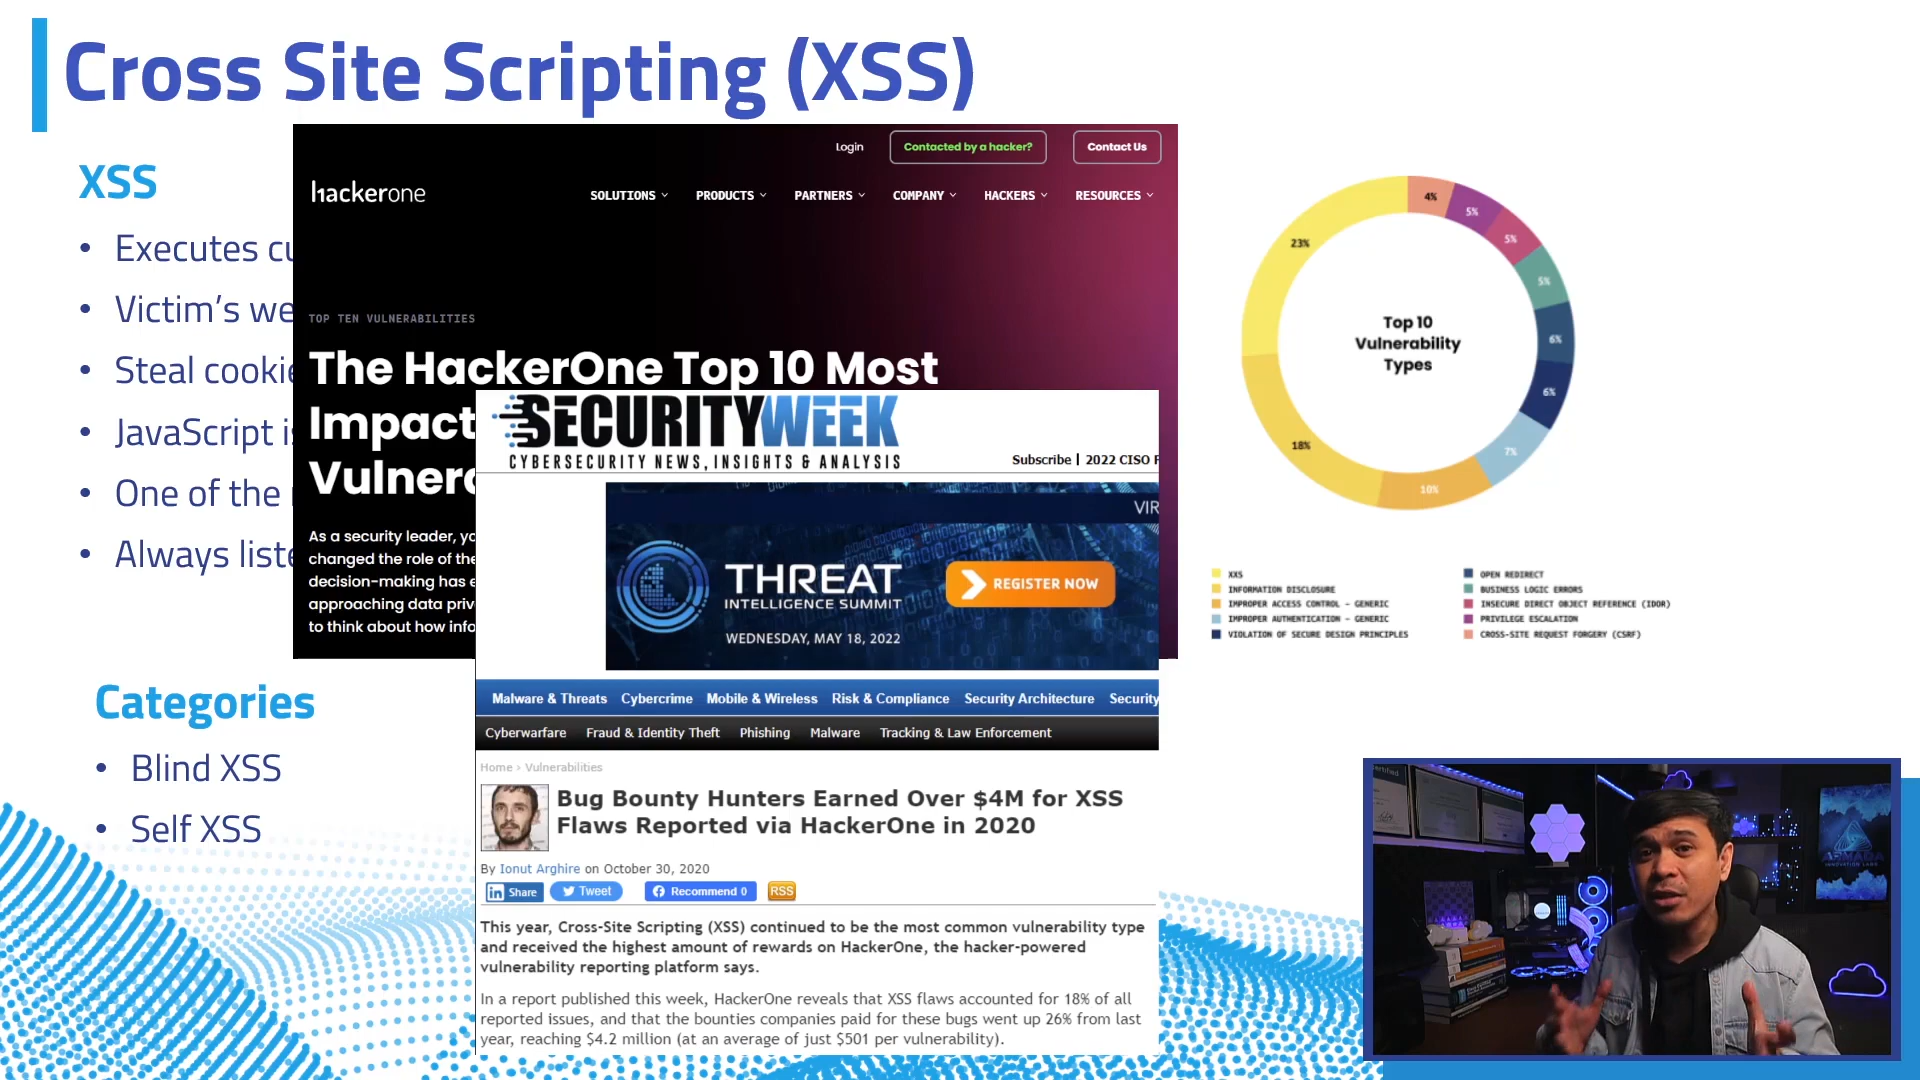 Cross Site Scripting (XSS)
XSS
• Executes
• Victim's
• Steal
• JavaScript
• One of the
• Always
Categories
• Blind XSS
• Self XSS
Login
Contacted by a hacker?
Contact Us
hackerone
SOLUTIONS
PRODUCTS
PARTNERS
COMPANY
HACKERS
RESOURCES
TOP TEN VULNERABILITIES
The HackerOne Top 10 Most
As a security leader,
changed the role of the
decision-making has
approaching data
to think about how
SECURITYWEEK
CYBERSECURITY NEWS, INSIGHTS & ANALYSIS
Subscribe | 2022 CISO
THREAT
INTELLIGENCE SUMMIT
WEDNESDAY, MAY 18, 2022
REGISTER NOW
Malware & Threats Cybercrime Mobile & Wireless Risk & Compliance Security Architecture Security
Cyberwarfare Fraud & Identity Theft Phishing Malware Tracking & Law Enforcement
Home › Vulnerabilities
Bug Bounty Hunters Earned Over $4M for XSS
Flaws Reported via HackerOne in 2020
By Ionut Arghire on October 30, 2020
in Share
Tweet
Recommend 0
RSS
This year, Cross-Site Scripting (XSS) continued to be the most common vulnerability type
and received the highest amount of rewards on HackerOne, the hacker-powered
vulnerability reporting platform says.
In a report published this week, HackerOne reveals that XSS flaws accounted for 18% of all
reported issues, and that the bounties companies paid for these bugs went up 26% from last
year, reaching $4.2 million (at an average of just $501 per vulnerability).
4%
5%
5%
5%
6%
6%
7%
10%
18%
23%
Top 10
Vulnerability
Types
XXS
INFORMATION DISCLOSURE
IMPROPER ACCESS CONTROL - GENERIC
IMPROPER AUTHENTICATION - GENERIC
VIOLATION OF SECURE DESIGN PRINCIPLES
OPEN REDIRECT
BUSINESS LOGIC ERRORS
INSECURE DIRECT OBJECT REFERENCE (IDOR)
PRIVILEGE ESCALATION
CROSS-SITE REQUEST FORGERY (CSRF)
ARMADA
INNOVATION LABS